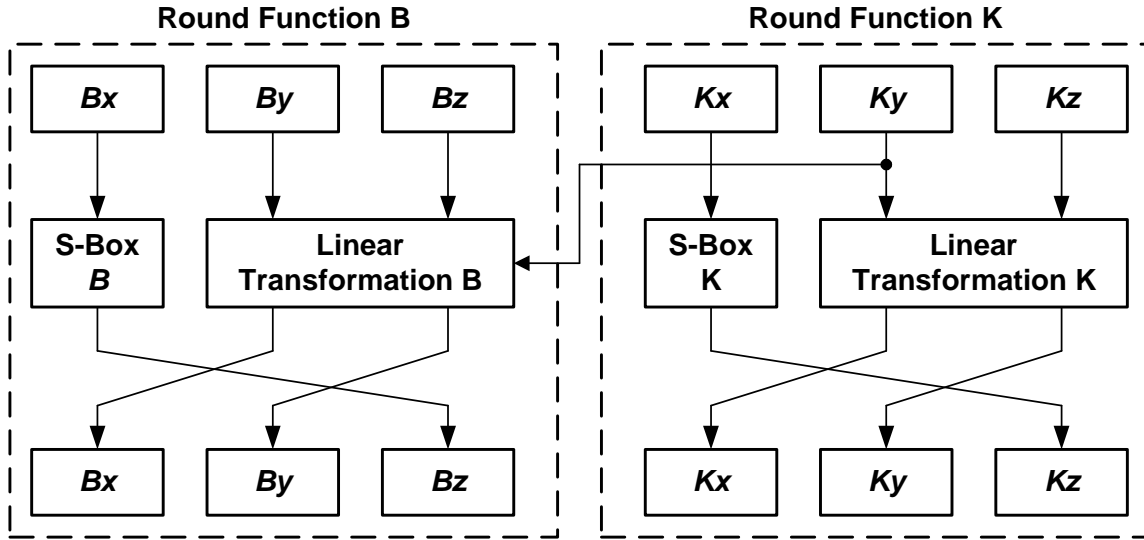 Round Function B
Round Function K
Bx By Bz
Kx Ky Kz
S-Box
B
Linear
Transformation B
S-Box
K
Linear
Transformation K
Bx By Bz
Kx Ky Kz